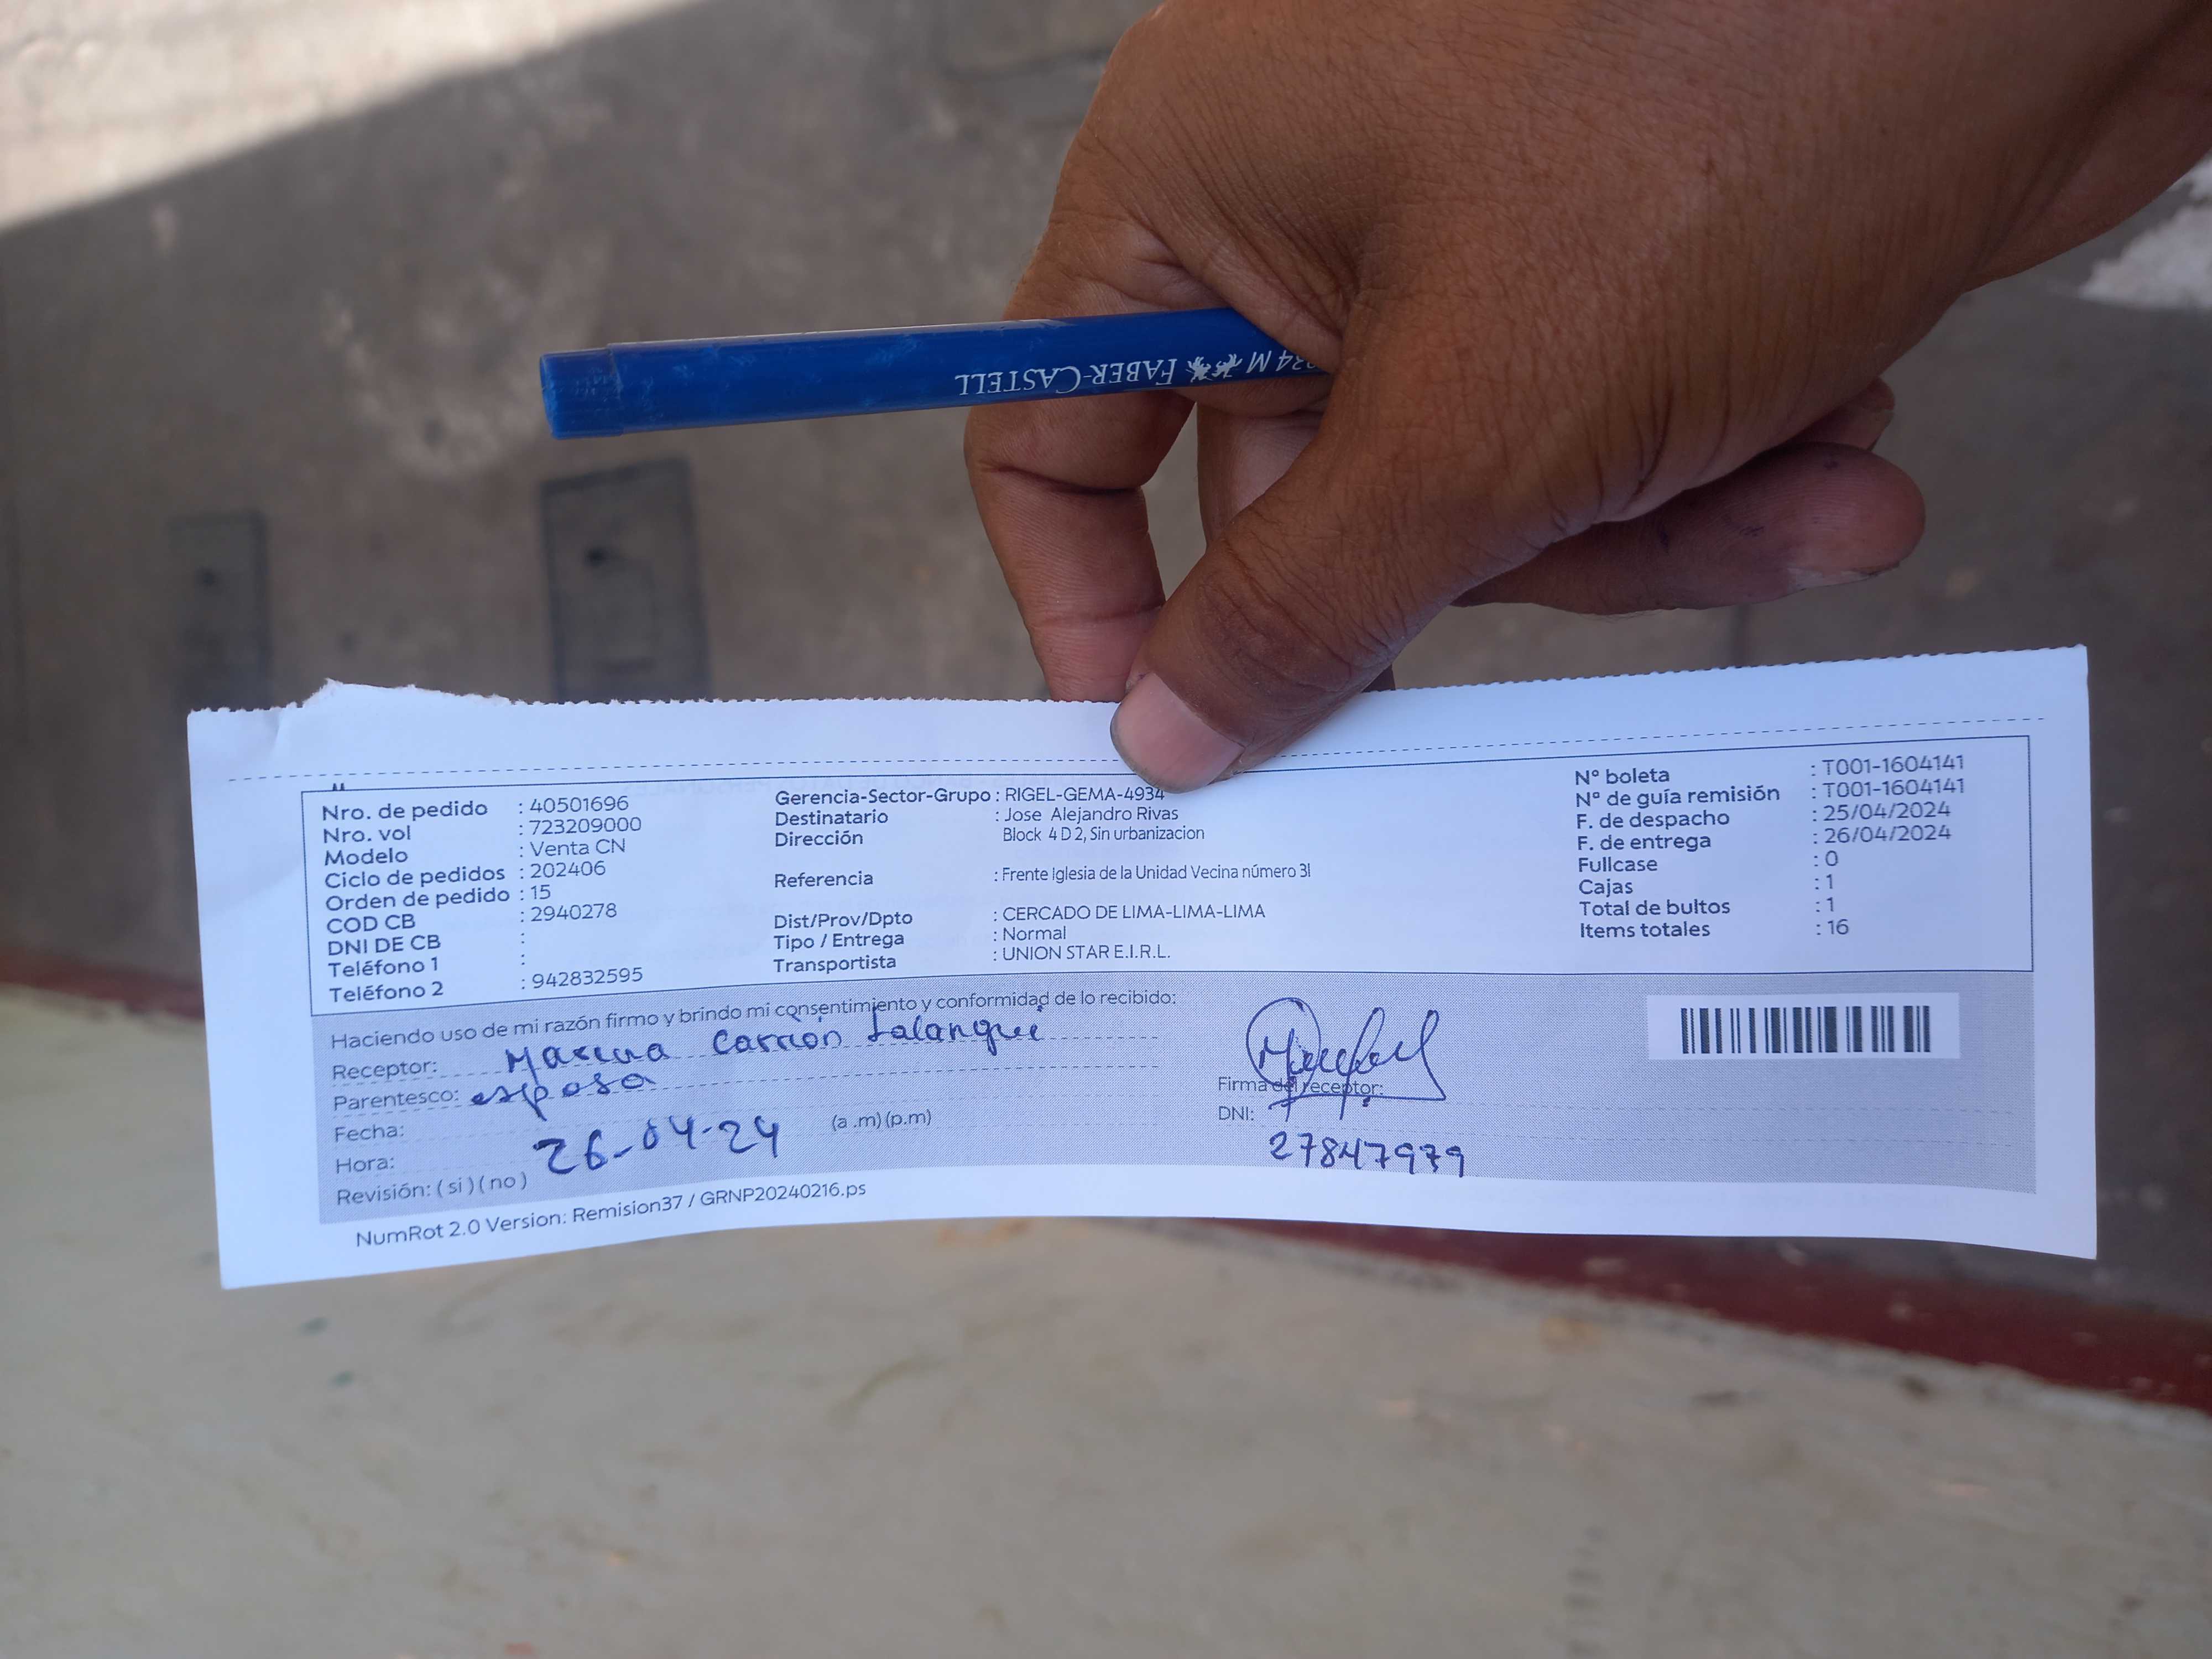 934 M FABER-CASTELL
Nro. de pedido : 40501696
Nro. vol : 723209000
Modelo : Venta CN
Ciclo de pedidos : 202406
Orden de pedido : 15
COD CB : 2940278
DNI DE CB :
Teléfono 1 :
Teléfono 2 : 942832595
Gerencia-Sector-Grupo : RIGEL-GEMA-4934
Destinatario : Jose Alejandro Rivas
Dirección Block 4 D 2, Sin urbanizacion
Referencia : Frente Iglesia de la Unidad Vecina número 3I
Dist/Prov/Dpto : CERCADO DE LIMA-LIMA-LIMA
Tipo / Entrega : Normal
Transportista : UNION STAR E.I.R.L.
Nº boleta : T001-1604141
Nº de guía remisión : T001-1604141
F. de despacho : 25/04/2024
F. de entrega : 26/04/2024
Fullcase : 0
Cajas : 1
Total de bultos : 1
Items totales : 16
Haciendo uso de mi razón firmo y brindo mi consentimiento y conformidad de lo recibido:
Receptor: Carrión
Parentesco: esposa
Fecha: 26-04-24
Hora: (a .m) (p.m)
Revisión: ( si ) ( no )
Firma del receptor:
DNI: 27847979
NumRot 2.0 Version: Remision37 / GRNP20240216.ps